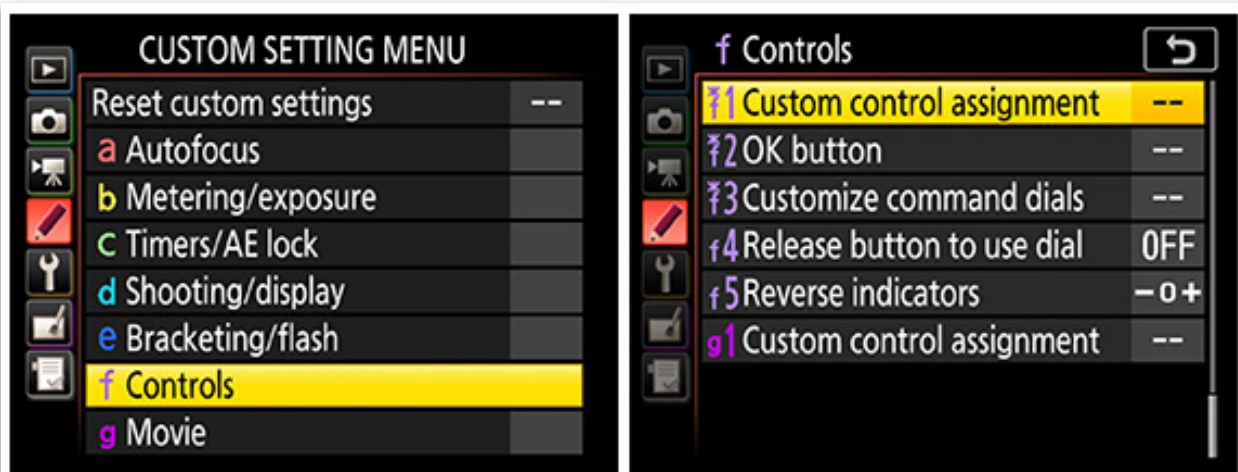 CUSTOM SETTING MENU
Reset custom settings --
a Autofocus
b Metering/exposure
c Timers/AE lock
d Shooting/display
e Bracketing/flash
f Controls
g Movie
f Controls
f1 Custom control assignment --
f2 OK button --
f3 Customize command dials --
f4 Release button to use dial OFF
f5 Reverse indicators -0+
g1 Custom control assignment --